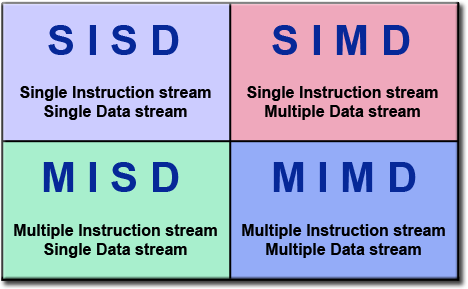 S I S D
Single Instruction stream
Single Data stream
S I M D
Single Instruction stream
Multiple Data stream
M I S D
Multiple Instruction stream
Single Data stream
M I M D
Multiple Instruction stream
Multiple Data stream